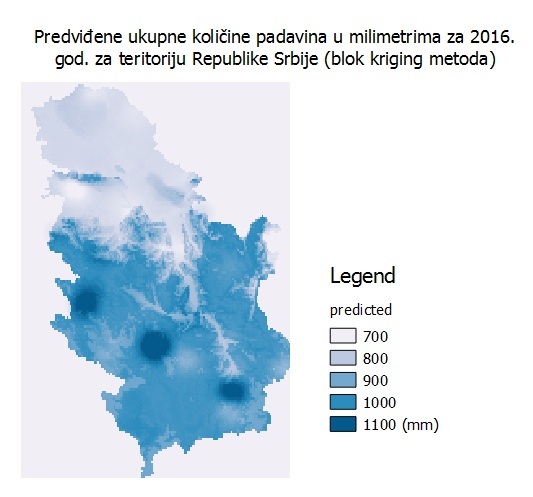 Predviđene ukupne količine padavina u milimetrima za 2016.
god. za teritoriju Republike Srbije (blok kriging metoda)
Legend
predicted
700
800
900
1000
1100 (mm)